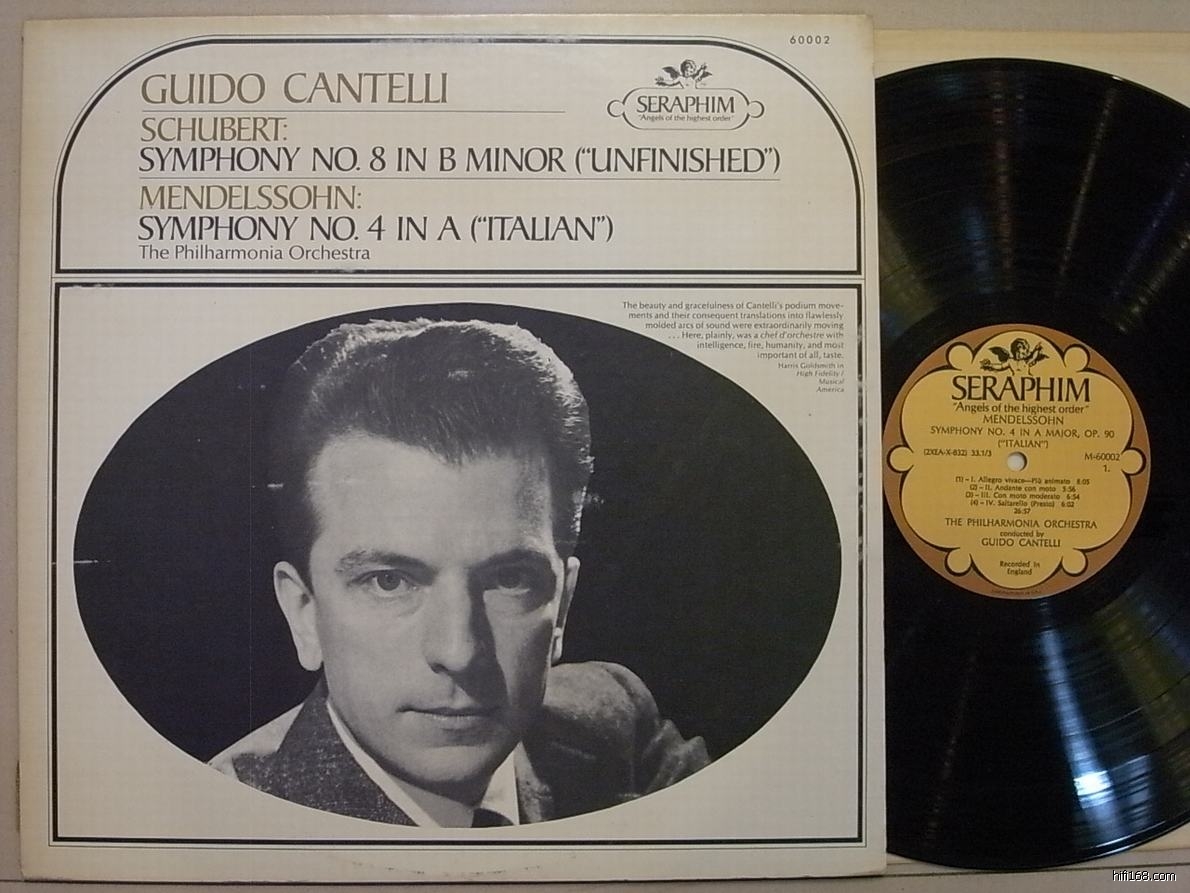 60002
GUIDO CANTELLI
SERAPHIM
"Angels of the highest order"
SCHUBERT:
SYMPHONY NO. 8 IN B MINOR ("UNFINISHED")
MENDELSSOHN:
SYMPHONY NO. 4 IN A ("ITALIAN")
The Philharmonia Orchestra
The beauty and gracefulness of Cantelli's podium move-
ments and their consequent translations into flawlessly
molded arcs of sound were extraordinarily moving
. . . Here, plainly, was a chef d'orchestre with
intelligence, fire, humanity, and most
important of all, taste.
Harris Goldsmith in
High Fidelity /
Musical
America
SERAPHIM
"Angels of the highest order"
MENDELSSOHN
SYMPHONY NO. 4 IN A MAJOR, OP. 90
("ITALIAN")
(2XEA-X-832) 33.1/3
M-60002
1.
(1) – I. Allegro vivace—Più animato 8:05
(2) – II. Andante con moto 5:56
(3) – III. Con moto moderato 6:54
(4) – IV. Saltarello (Presto) 6:02
26:57
THE PHILHARMONIA ORCHESTRA
conducted by
GUIDO CANTELLI
Recorded in
England
hifi168.com